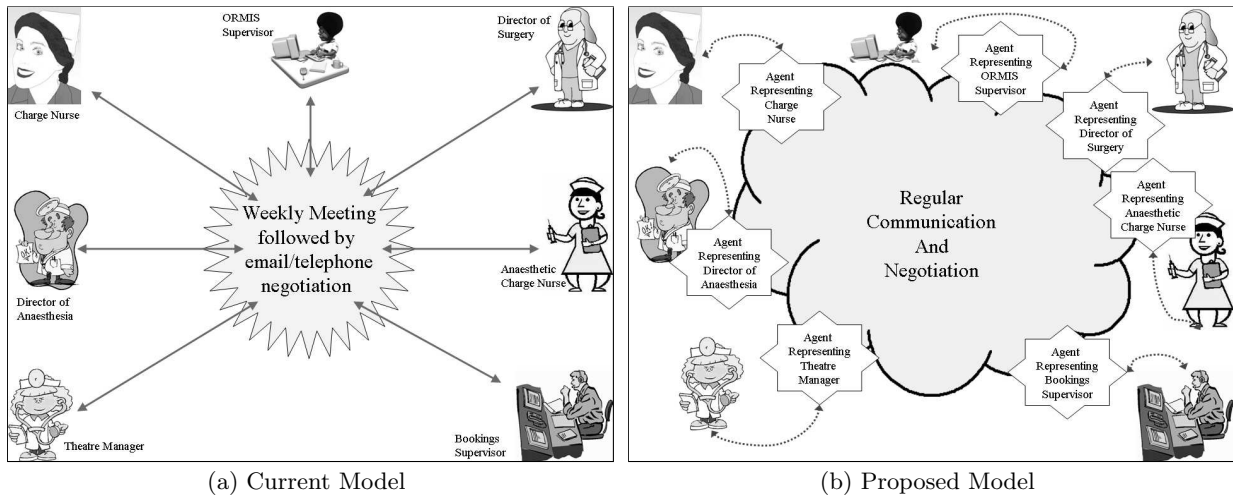 ORMIS
Supervisor
Director of
Surgery
Charge Nurse
Weekly Meeting
followed by
email/telephone
negotiation
Anaesthetic
Charge Nurse
Director of
Anaesthesia
Theatre Manager
Bookings
Supervisor
(a) Current Model
Agent
Representing
Charge
Nurse
Agent
Representing
ORMIS
Supervisor
Agent
Representing
Director of
Surgery
Agent
Representing
Anaesthetic
Charge Nurse
Regular
Communication
And
Negotiation
Agent
Representing
Director of
Anaesthesia
Agent
Representing
Theatre
Manager
Agent
Representing
Bookings
Supervisor
(b) Proposed Model